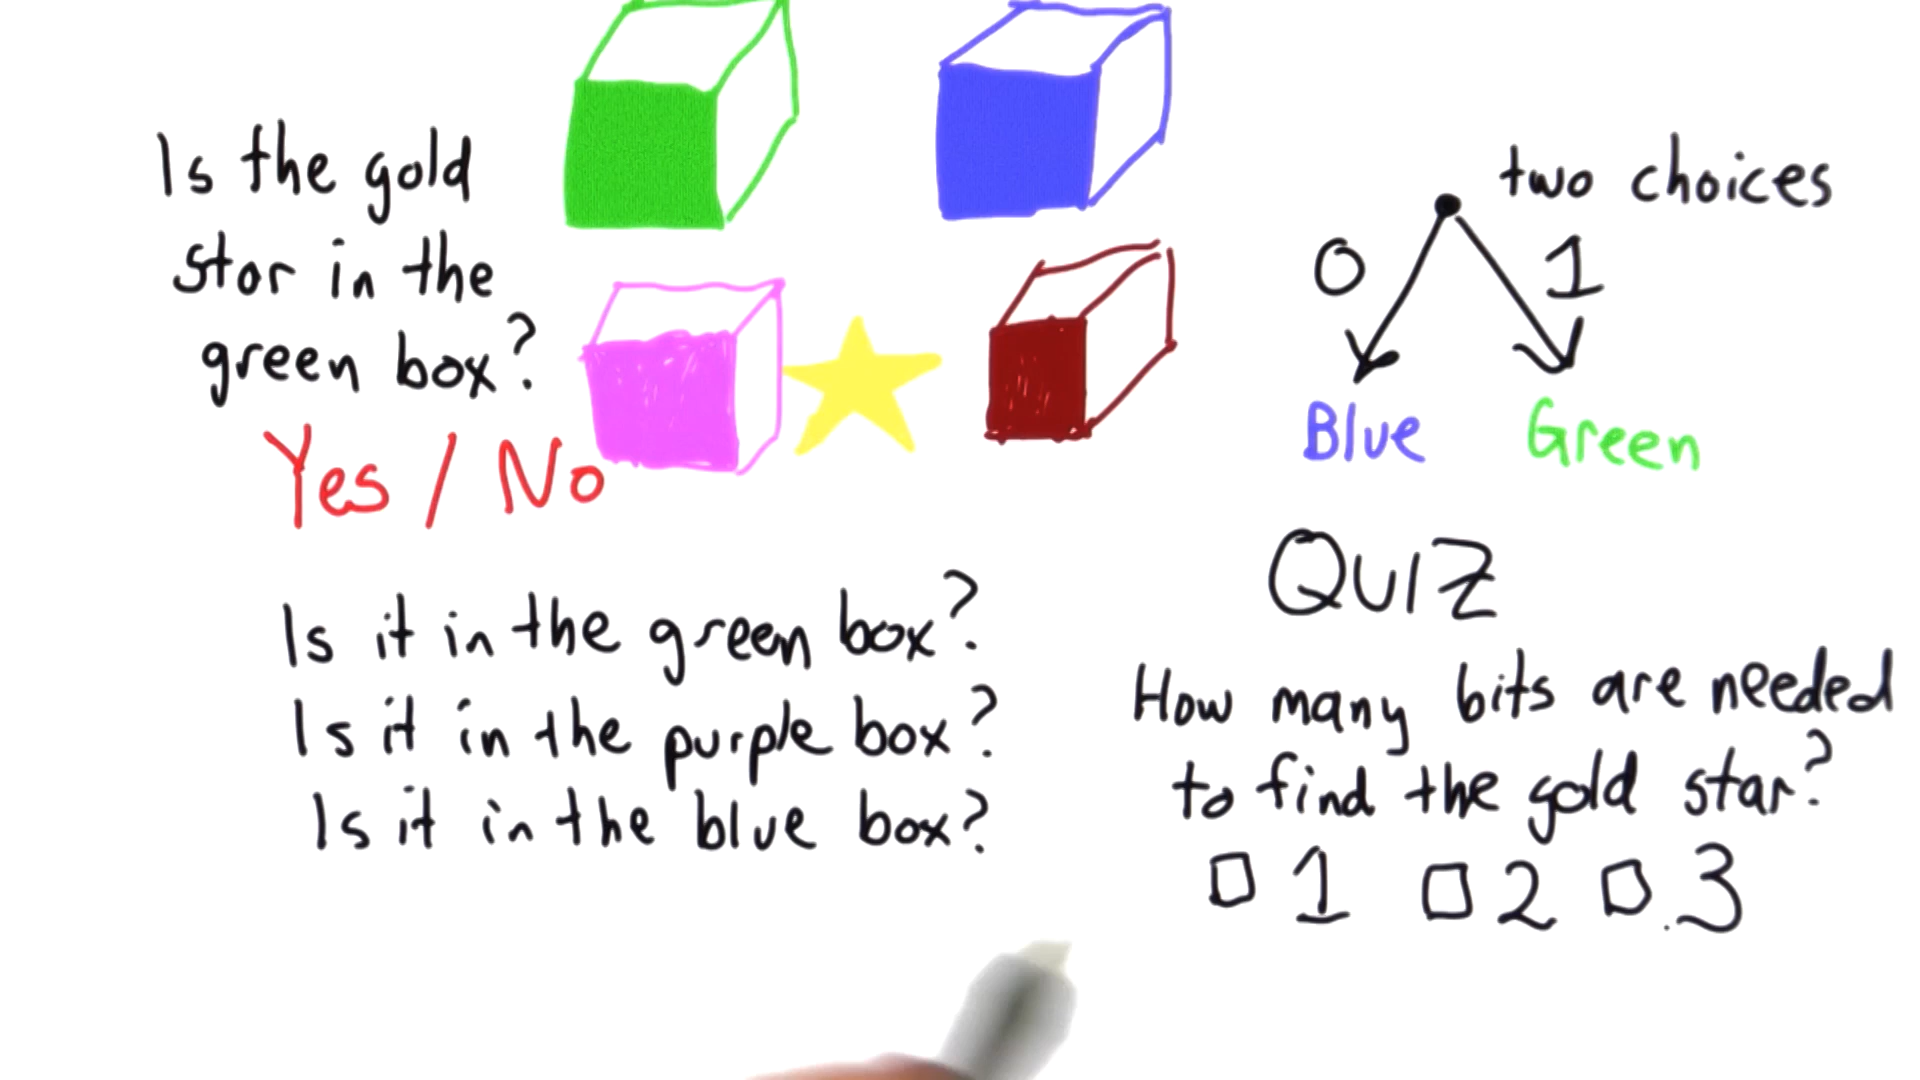 Is the gold
star in the
green box?
Yes / No
two choices
0 1
Blue Green
Is it in the green box?
Is it in the purple box?
Is it in the blue box?
QUIZ
How many bits are needed
to find the gold star?
1 2 3